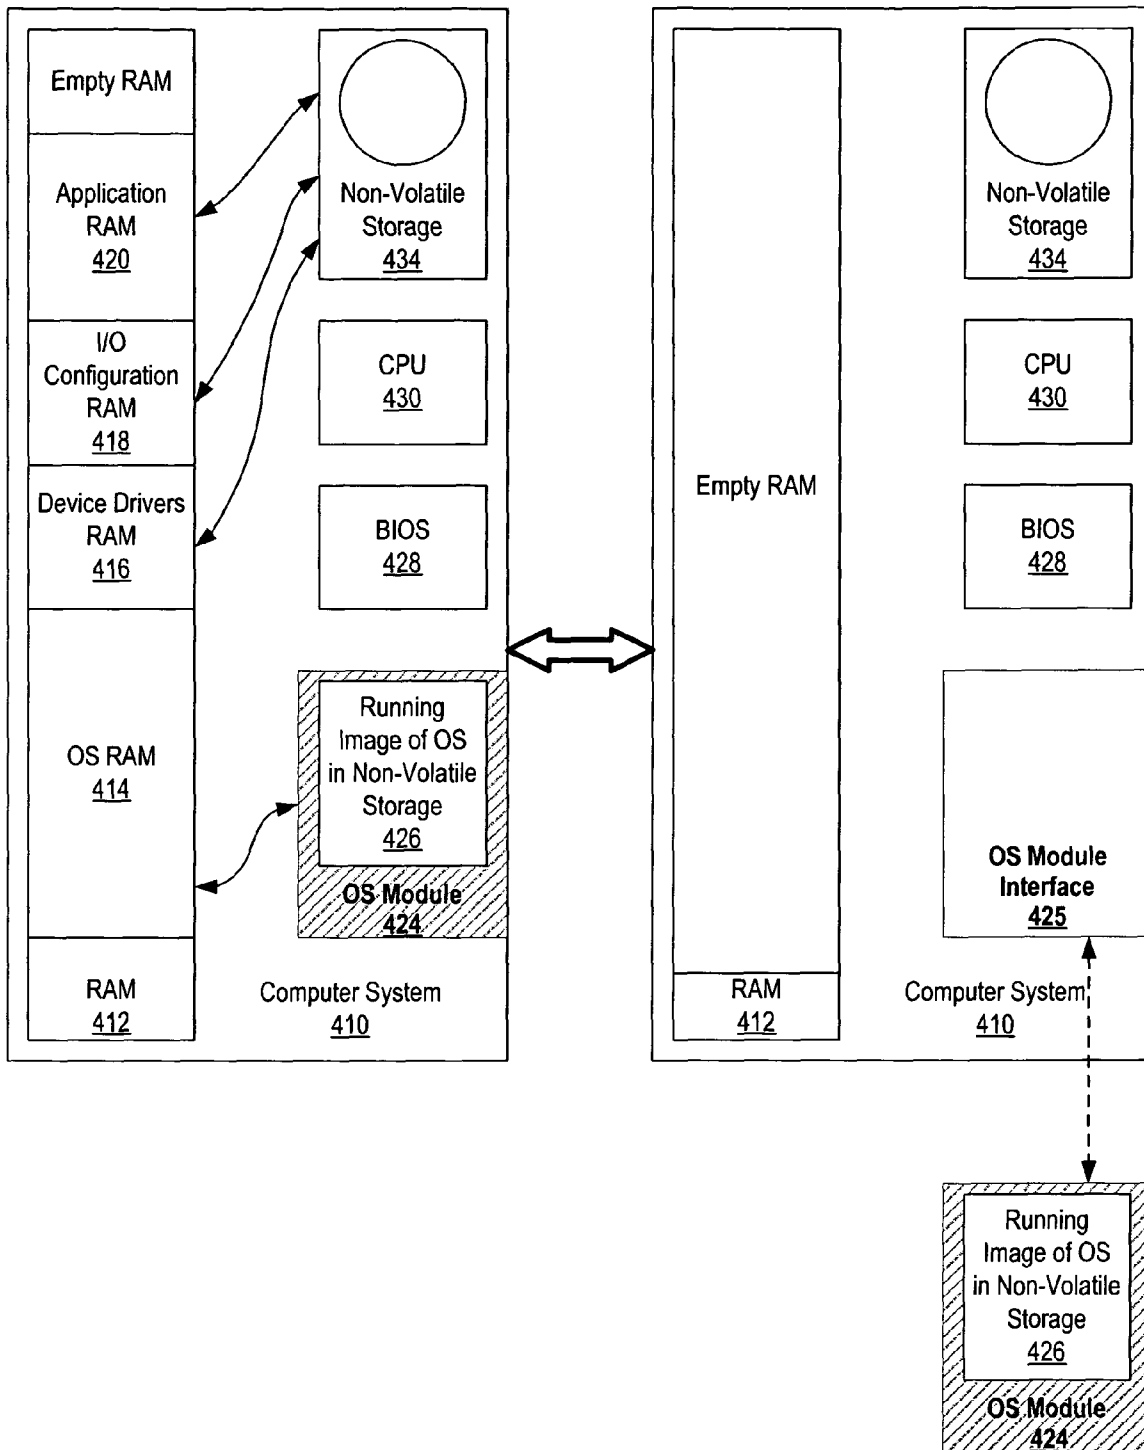 Empty RAM
Application
RAM
420
I/O
Configuration
RAM
418
Device Drivers
RAM
416
OS RAM
414
RAM
412
Non-Volatile
Storage
434
CPU
430
BIOS
428
Running
Image of OS
in Non-Volatile
Storage
426
OS Module
424
Computer System
410
Empty RAM
RAM
412
Non-Volatile
Storage
434
CPU
430
BIOS
428
OS Module
Interface
425
Computer System
410
Running
Image of OS
in Non-Volatile
Storage
426
OS Module
424